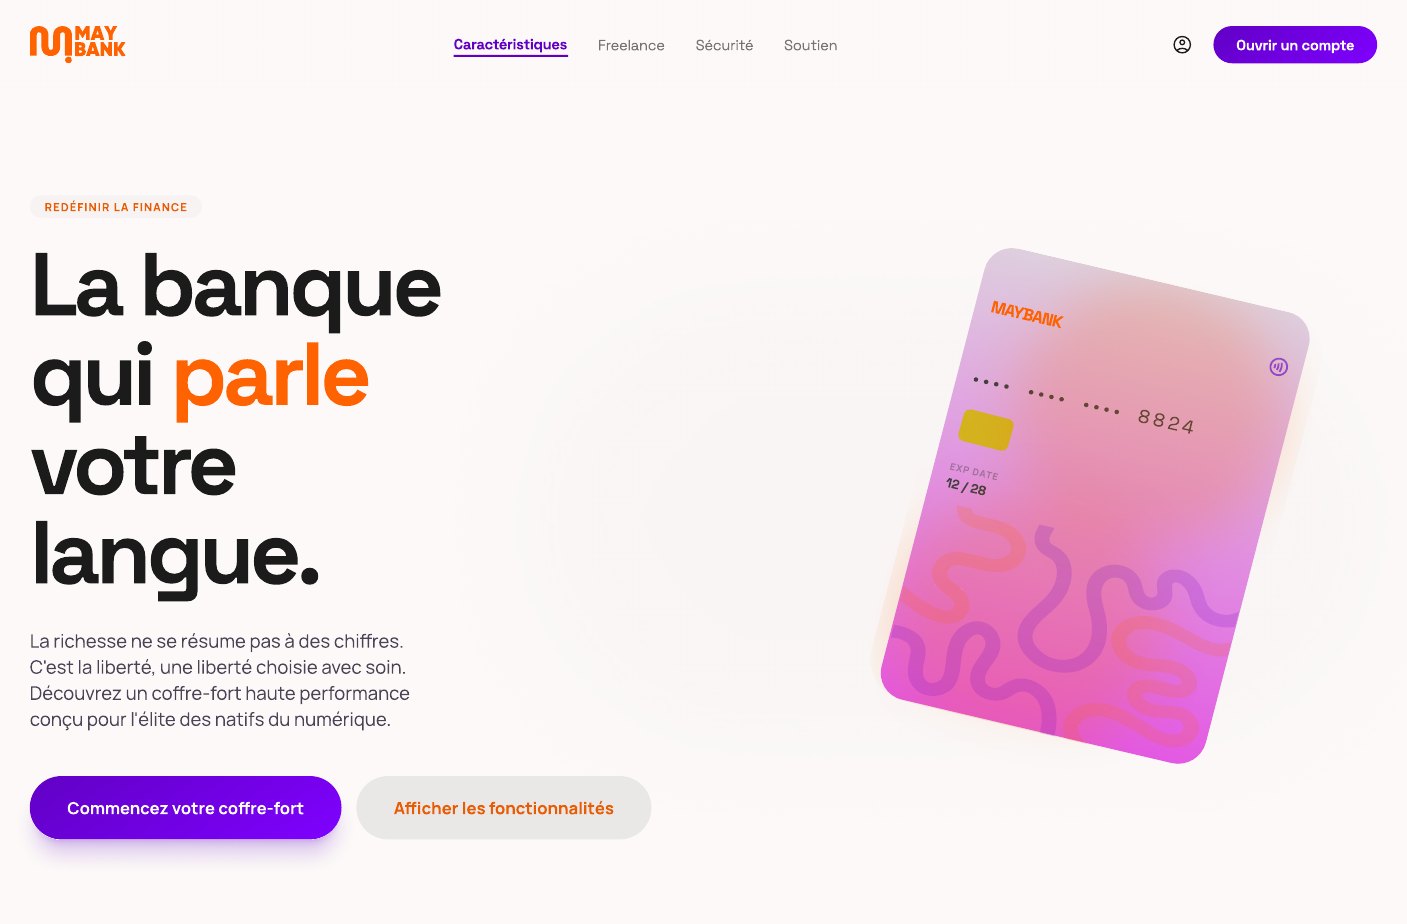 MAY
BANK
Caractéristiques
Freelance
Sécurité
Soutien
Ouvrir un compte
REDÉFINIR LA FINANCE
La banque
qui parle
votre
langue.
La richesse ne se résume pas à des chiffres.
C'est la liberté, une liberté choisie avec soin.
Découvrez un coffre-fort haute performance
conçu pour l'élite des natifs du numérique.
Commencez votre coffre-fort
Afficher les fonctionnalités
MAYBANK
•••• •••• •••• 8824
EXP DATE
12 / 28